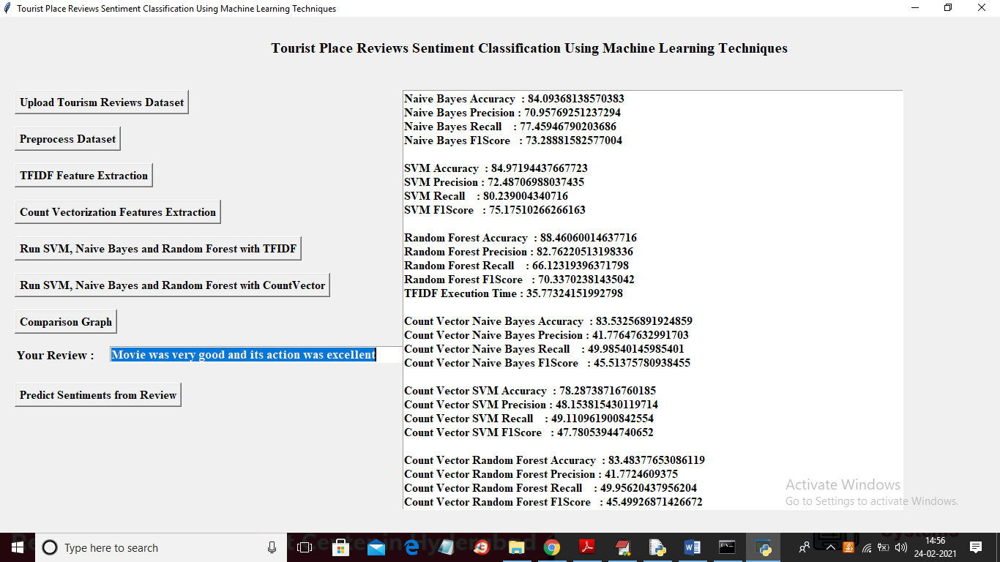 Tourist Place Reviews Sentiment Classification Using Machine Learning Techniques
Tourist Place Reviews Sentiment Classification Using Machine Learning Techniques
Upload Tourism Reviews Dataset
Preprocess Dataset
TFIDF Feature Extraction
Count Vectorization Features Extraction
Run SVM, Naive Bayes and Random Forest with TFIDF
Run SVM, Naive Bayes and Random Forest with CountVector
Comparison Graph
Your Review : Movie was very good and its action was excellent
Predict Sentiments from Review
Naive Bayes Accuracy : 84.09368138570383
Naive Bayes Precision : 70.95769251237294
Naive Bayes Recall : 77.45946790203686
Naive Bayes F1Score : 73.28881582577004
SVM Accuracy : 84.97194437667723
SVM Precision : 72.48706988037435
SVM Recall : 80.239004340716
SVM F1Score : 75.17510266266163
Random Forest Accuracy : 88.46060014637716
Random Forest Precision : 82.76220513198336
Random Forest Recall : 66.12319396371798
Random Forest F1Score : 70.33702381435042
TFIDF Execution Time : 35.77324151992798
Count Vector Naive Bayes Accuracy : 83.53256891924859
Count Vector Naive Bayes Precision : 41.77647632991703
Count Vector Naive Bayes Recall : 49.98540145985401
Count Vector Naive Bayes F1Score : 45.51375780938455
Count Vector SVM Accuracy : 78.28738716760185
Count Vector SVM Precision : 48.153815430119714
Count Vector SVM Recall : 49.110961900842554
Count Vector SVM F1Score : 47.78053944740652
Count Vector Random Forest Accuracy : 83.48377653086119
Count Vector Random Forest Precision : 41.7724609375
Count Vector Random Forest Recall : 49.95620437956204
Count Vector Random Forest F1Score : 45.49926871426672
Activate Windows
Go to Settings to activate Windows.
Type here to search
14:56
24-02-2021